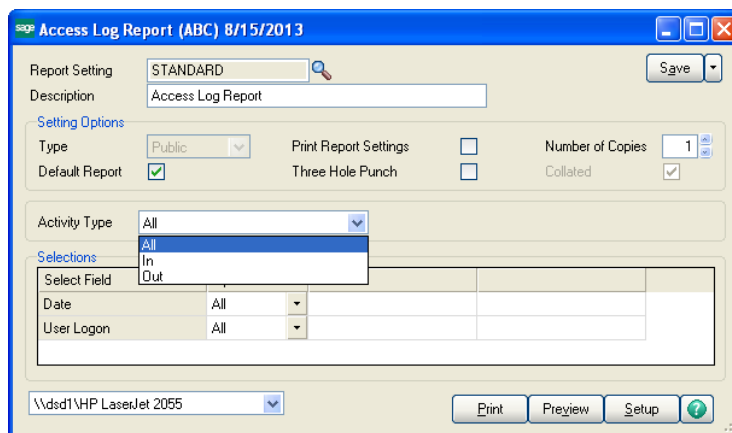 sage Access Log Report (ABC) 8/15/2013
Report Setting STANDARD Save
Description Access Log Report
Setting Options
Type Public Print Report Settings Number of Copies 1
Default Report Three Hole Punch Collated
Activity Type All
All
In
Out
Selections
Select Field
Date All
User Logon All
\\dsd1\HP LaserJet 2055 Print Preview Setup